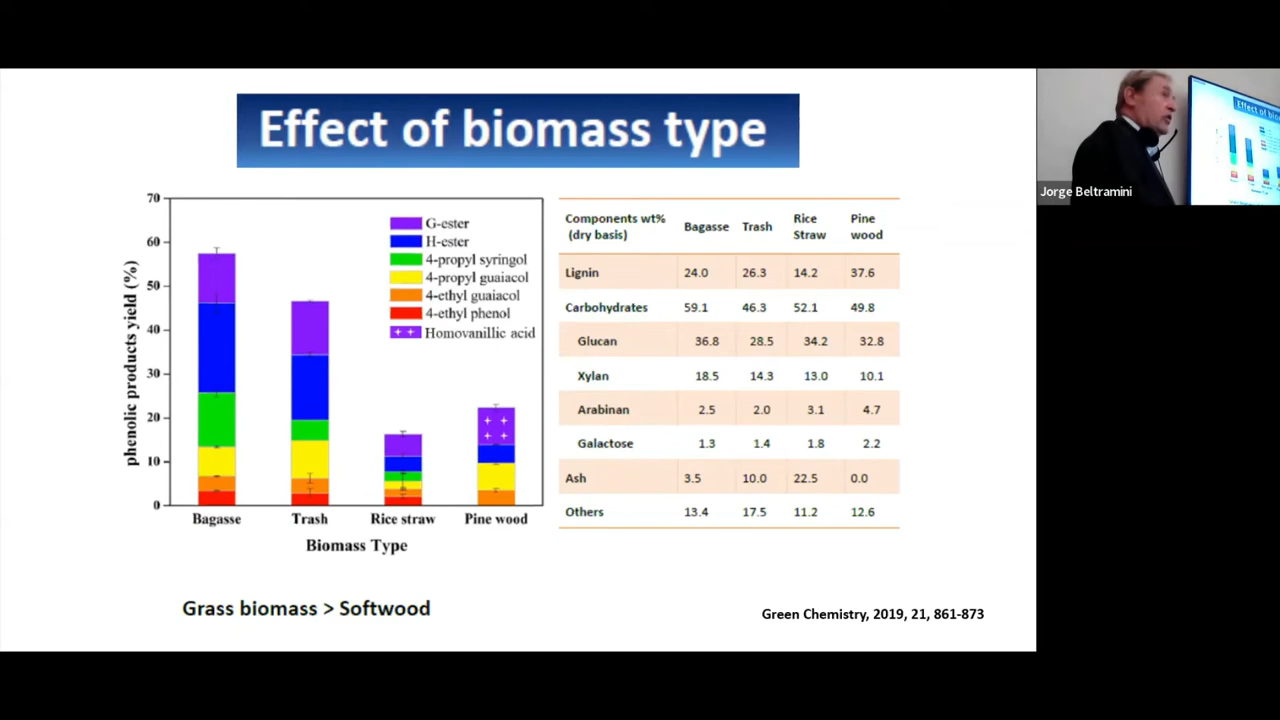 Effect of biomass type
70
60
50
40
30
20
10
0
phenolic products yield (%)
G-ester
H-ester
4-propyl syringol
4-propyl guaiacol
4-ethyl guaiacol
4-ethyl phenol
Homovanillic acid
Bagasse Trash Rice straw Pine wood
Biomass Type
Components wt% (dry basis) Bagasse Trash Rice Straw Pine wood
Lignin 24.0 26.3 14.2 37.6
Carbohydrates 59.1 46.3 52.1 49.8
Glucan 36.8 28.5 34.2 32.8
Xylan 18.5 14.3 13.0 10.1
Arabinan 2.5 2.0 3.1 4.7
Galactose 1.3 1.4 1.8 2.2
Ash 3.5 10.0 22.5 0.0
Others 13.4 17.5 11.2 12.6
Grass biomass > Softwood
Green Chemistry, 2019, 21, 861-873
Jorge Beltramini
Effect of